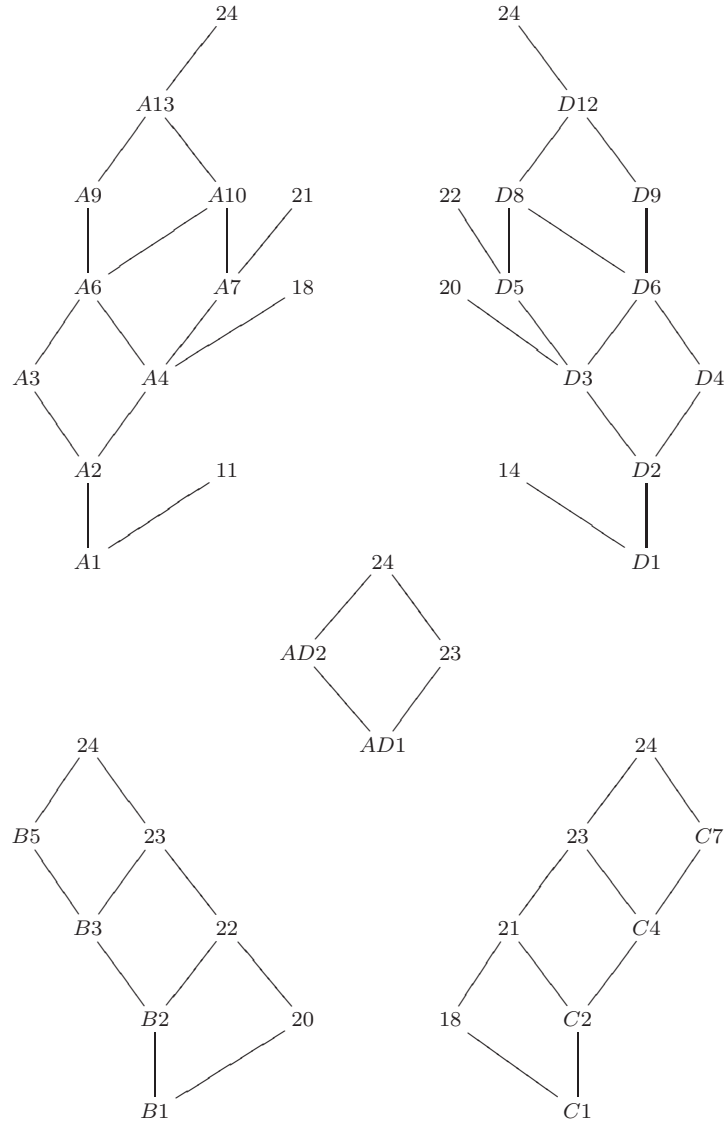 24 24
A13 D12
A9 A10 21 22 D8 D9
A6 A7 18 20 D5 D6
A3 A4 D3 D4
A2 11 14 D2
A1 24 D1
AD2 23
24 AD1 24
B5 23 23 C7
B3 22 21 C4
B2 20 18 C2
B1 C1